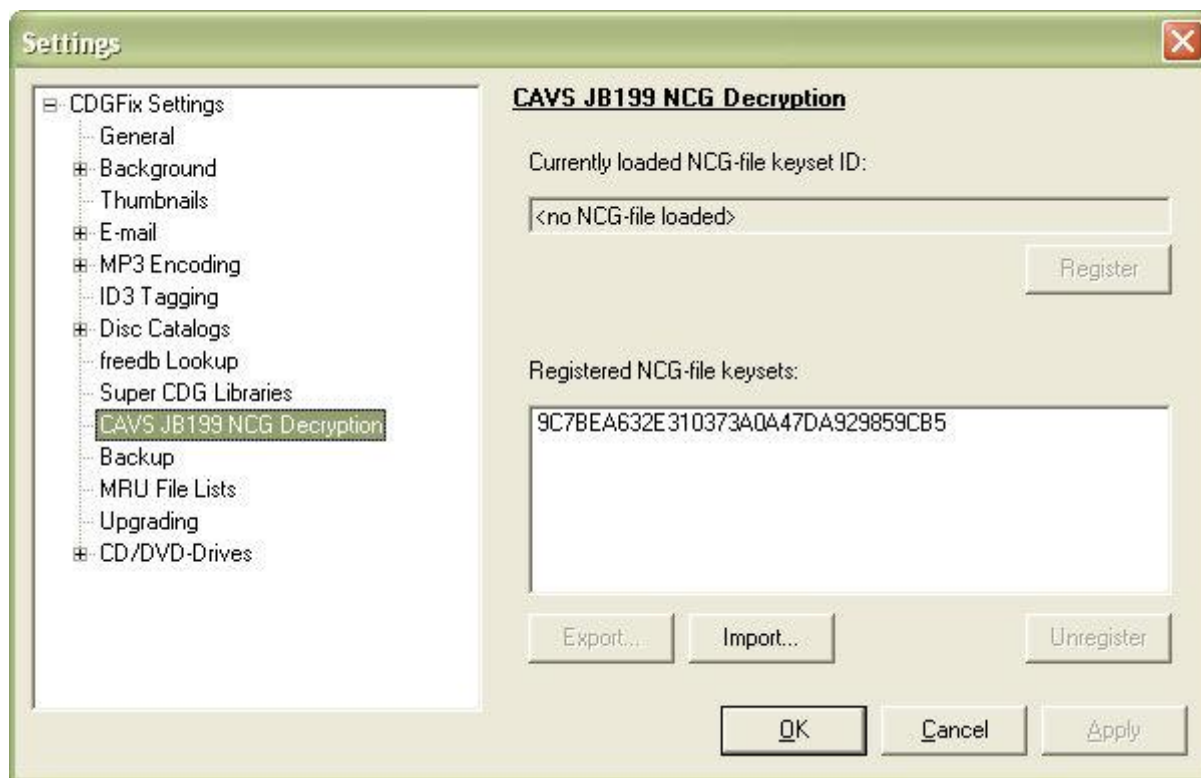 Settings
CDGFix Settings
General
Background
Thumbnails
E-mail
MP3 Encoding
ID3 Tagging
Disc Catalogs
freedb Lookup
Super CDG Libraries
CAVS JB199 NCG Decryption
Backup
MRU File Lists
Upgrading
CD/DVD-Drives
CAVS JB199 NCG Decryption
Currently loaded NCG-file keyset ID:
<no NCG-file loaded>
Register
Registered NCG-file keysets:
9C7BEA632E310373A0A47DA929859CB5
Export...
Import...
Unregister
OK
Cancel
Apply